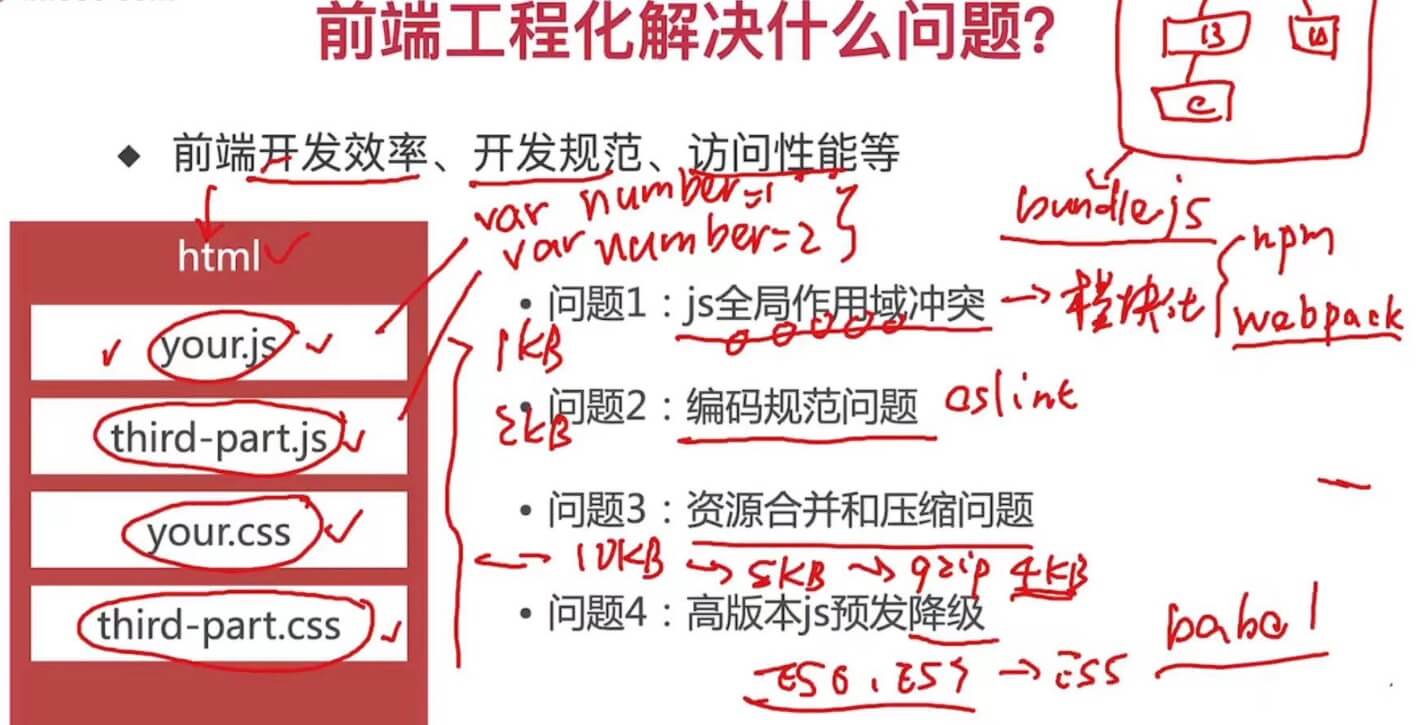 前端工程化解决什么问题?
B
e
◆ 前端开发效率、开发规范、访问性能等
var number=1
var number=2
bundlejs
npm
webpack
html
your.js
third-part.js
your.css
third-part.css
• 问题1：js全局作用域冲突 → 模块化
1KB
• 问题2：编码规范问题 eslint
2KB
• 问题3：资源合并和压缩问题
10KB → 5KB → gzip 4KB
• 问题4：高版本js预发降级
babel
ES6, ES7 → ES5